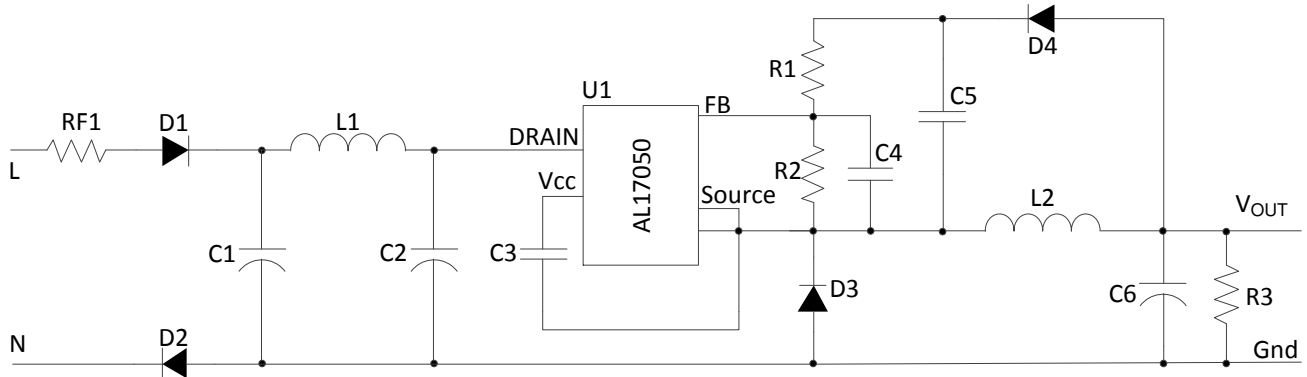 D4
R1
U1
C5
FB
RF1
D1
L1
DRAIN
C4
L
R2
Vcc
AL17050
Source
L2
VOUT
C1
C2
C3
D3
C6
R3
N
D2
Gnd